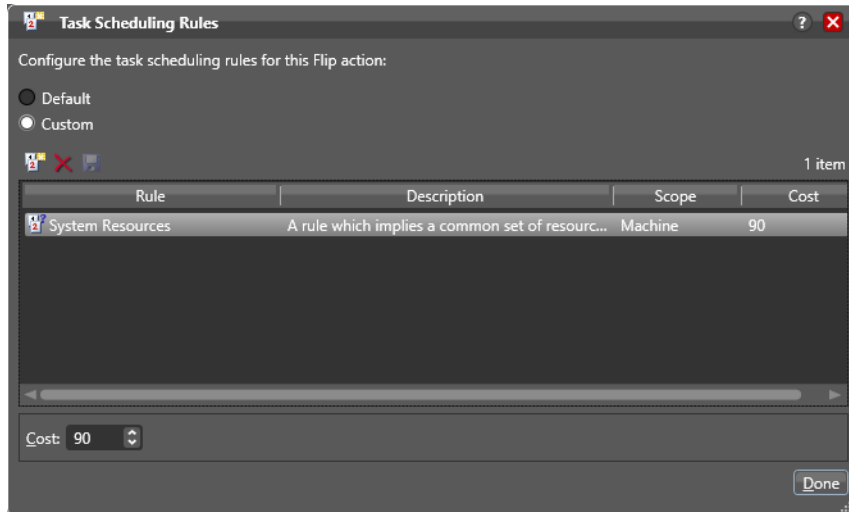 Task Scheduling Rules
Configure the task scheduling rules for this Flip action:
Default
Custom
1 item
Rule Description Scope Cost
System Resources A rule which implies a common set of resourc... Machine 90
Cost: 90
Done